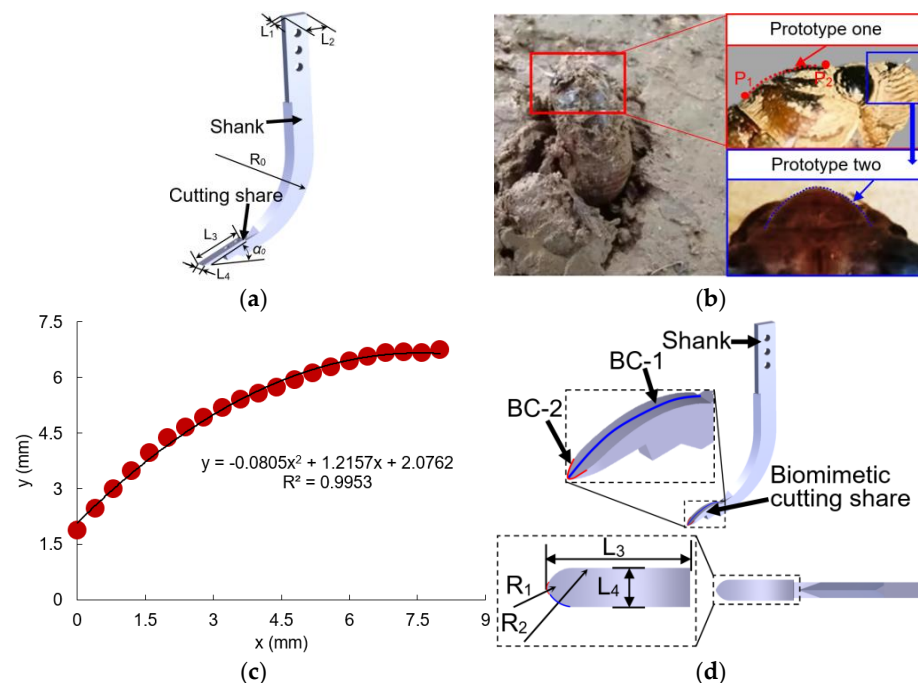 L1
L2
Shank
R0
Cutting share
L3
α0
L4
(a)
Prototype one
P1
P2
Prototype two
(b)
7.5
6
4.5
3
1.5
0
y (mm)
y = -0.0805x² + 1.2157x + 2.0762
R² = 0.9953
0
1.5
3
4.5
6
7.5
9
x (mm)
(c)
Shank
BC-1
BC-2
Biomimetic
cutting share
L3
L4
R1
R2
(d)